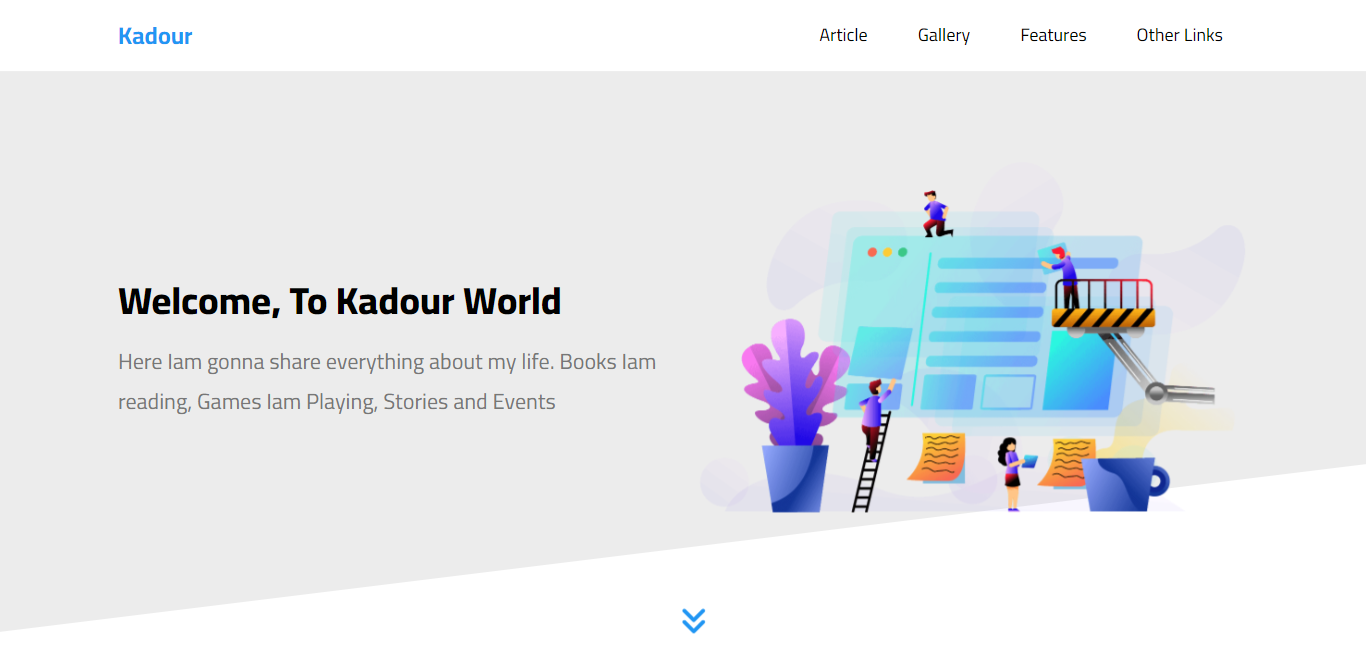 Kadour
Article
Gallery
Features
Other Links
Welcome, To Kadour World
Here Iam gonna share everything about my life. Books Iam
reading, Games Iam Playing, Stories and Events